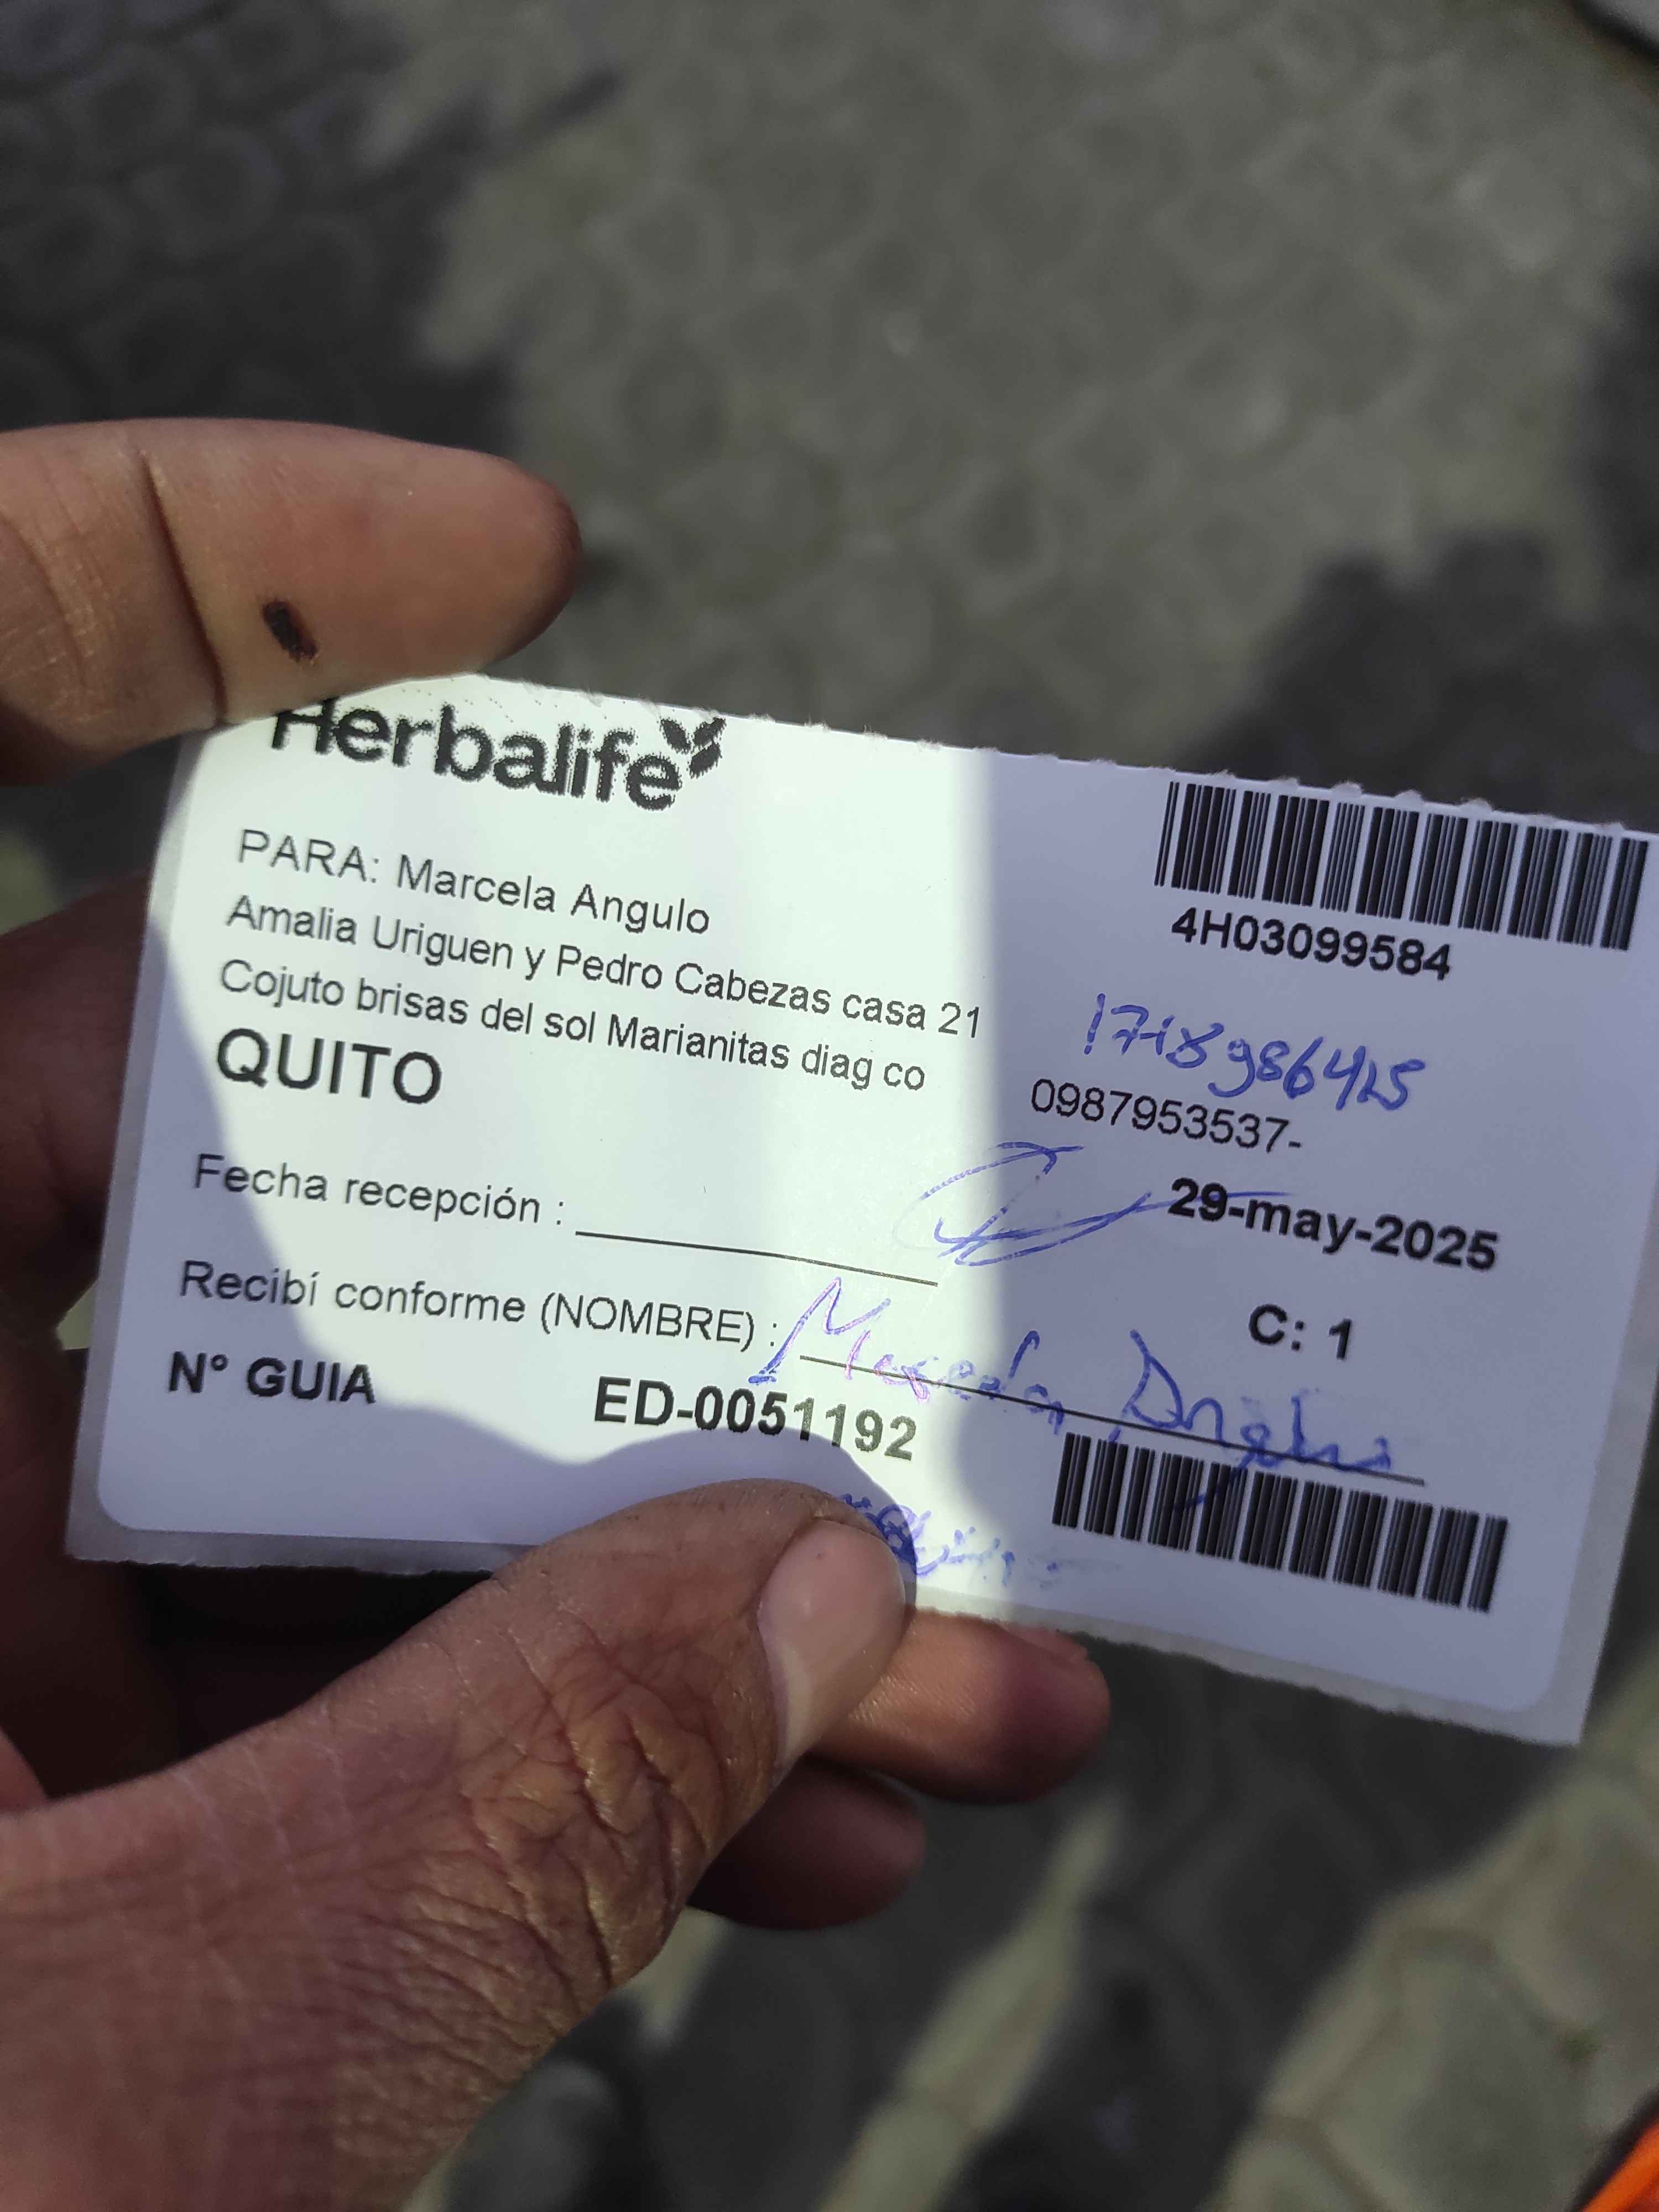 Herbalife
4H03099584
PARA: Marcela Angulo
Amalia Uriguen y Pedro Cabezas casa 21
Cojuto brisas del sol Marianitas diag co
QUITO
0987953537-
29-may-2025
Fecha recepción :
C: 1
Recibí conforme (NOMBRE) :
N° GUIA
ED-0051192